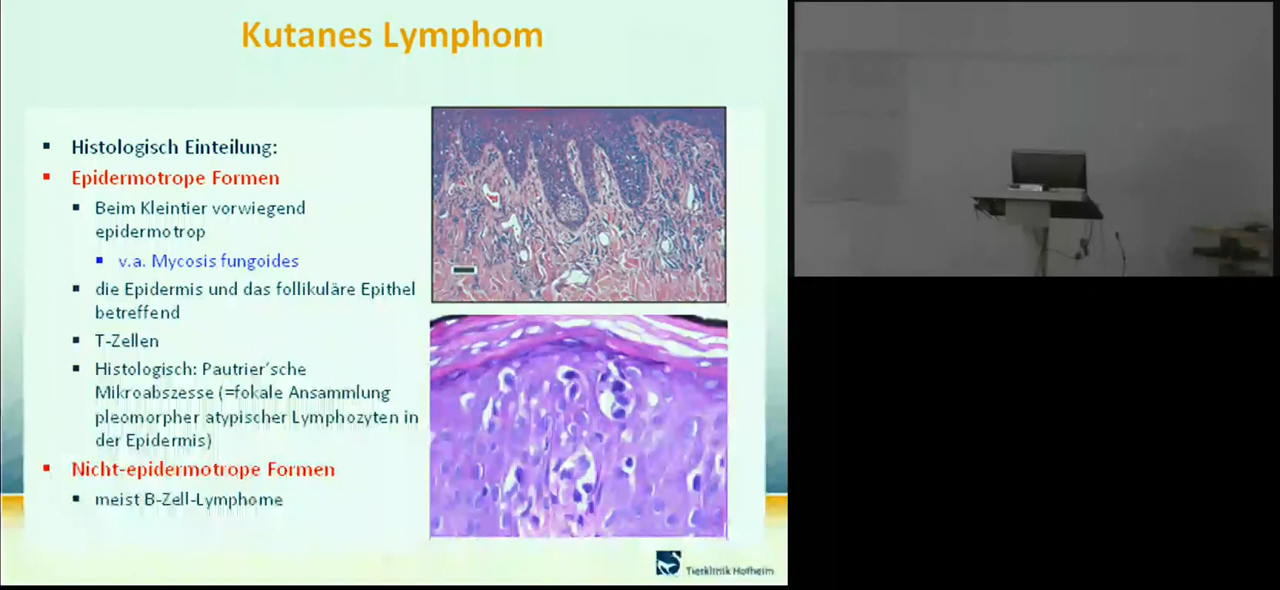 Kutanes Lymphom
Histologisch Einteilung:
Epidermotrope Formen
Beim Kleintier vorwiegend
epidermotrop
v.a. Mycosis fungoides
die Epidermis und das follikuläre Epithel
betreffend
T-Zellen
Histologisch: Pautrier´sche
Mikroabszesse (=fokale Ansammlung
pleomorpher atypischer Lymphozyten in
der Epidermis)
Nicht-epidermotrope Formen
meist B-Zell-Lymphome
Tierklinik Hofheim